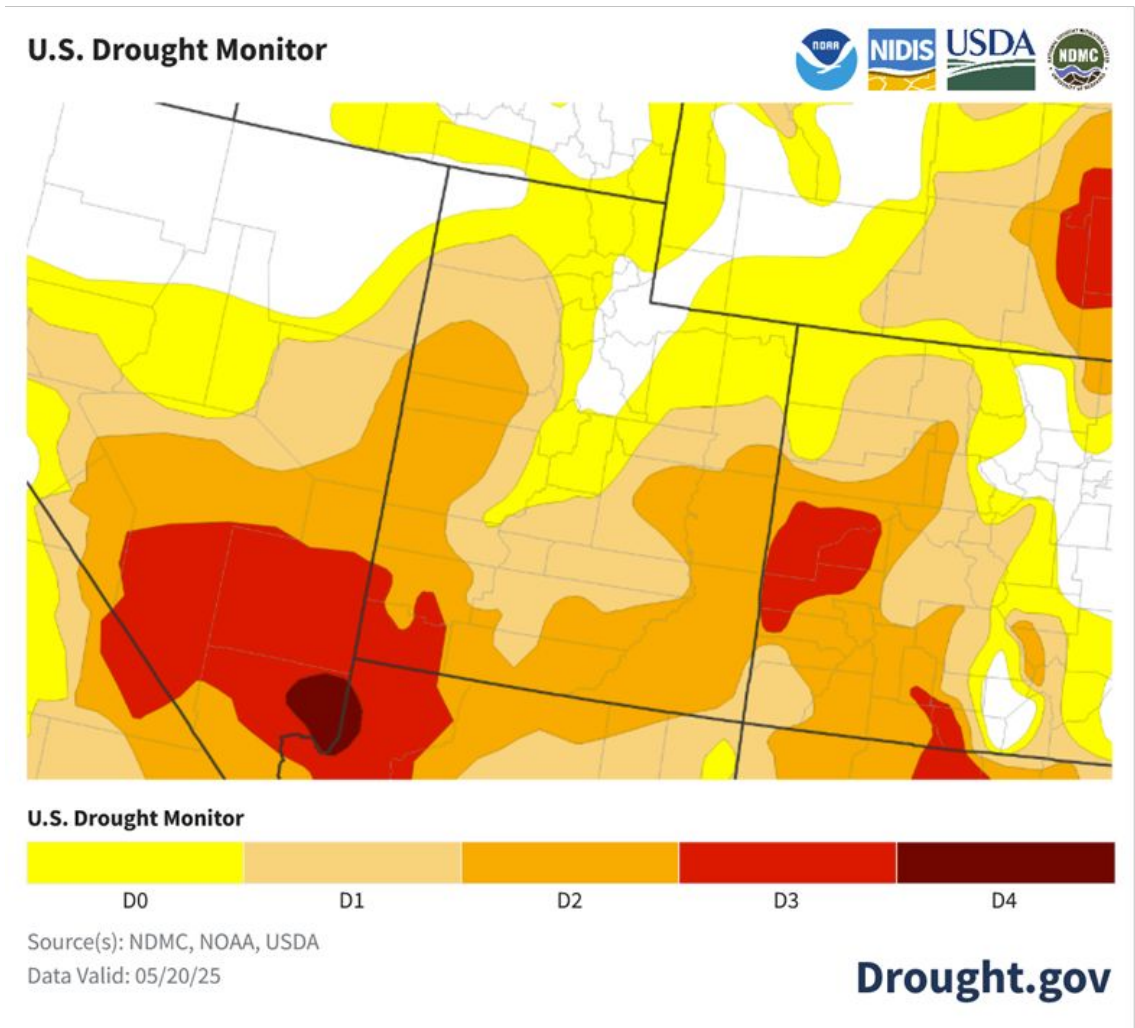 U.S. Drought Monitor
NOAA
NIDIS
USDA
NDMC
U.S. Drought Monitor
D0
D1
D2
D3
D4
Source(s): NDMC, NOAA, USDA
Data Valid: 05/20/25
Drought.gov